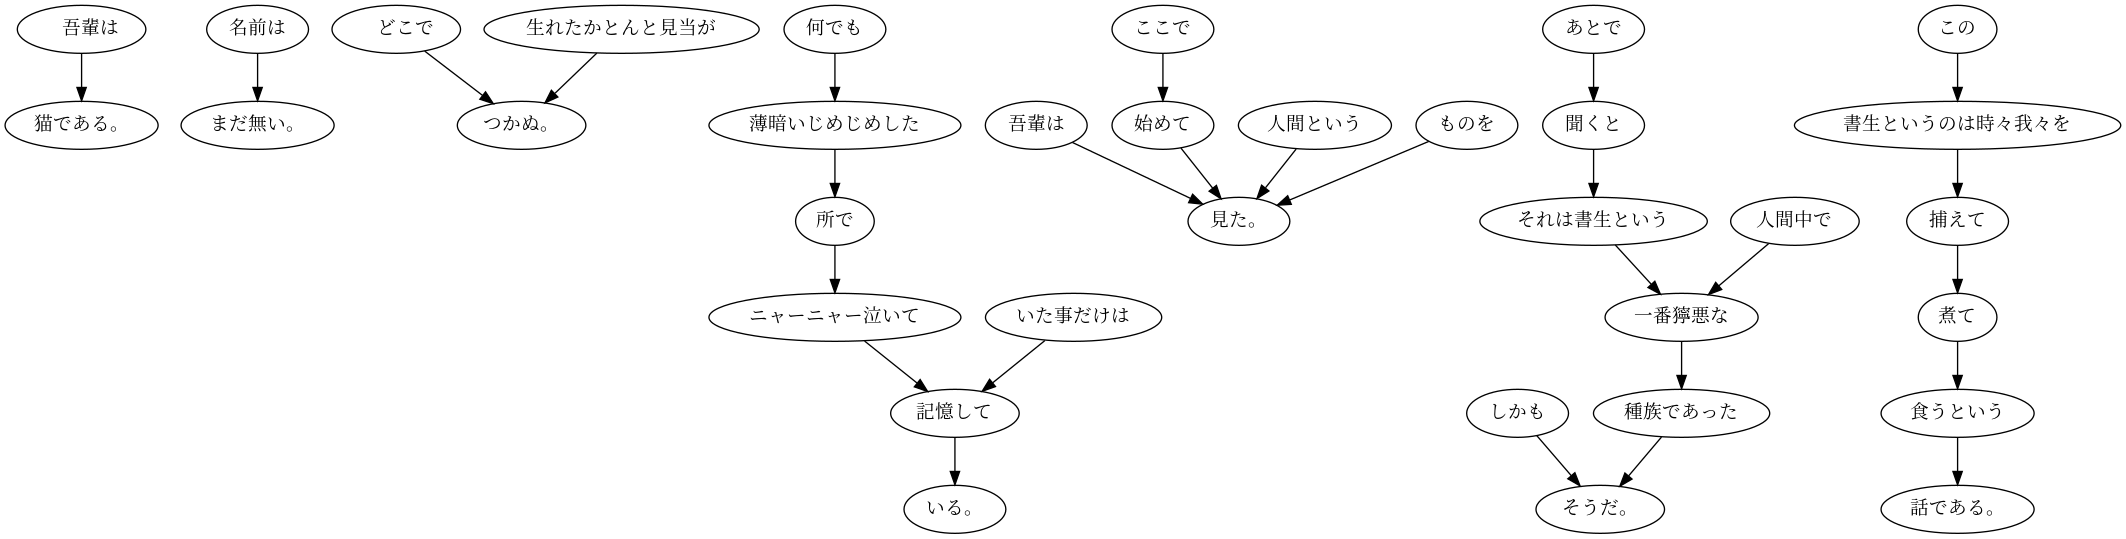 吾輩は
名前は
どこで
生れたかとんと見当が
何でも
ここで
あとで
この
猫である。
まだ無い。
つかぬ。
薄暗いじめじめした
吾輩は
始めて
人間という
ものを
聞くと
書生というのは時々我々を
所で
見た。
それは書生という
人間中で
捕えて
ニャーニャー泣いて
いた事だけは
一番獰悪な
煮て
記憶して
しかも
種族であった
食うという
いる。
そうだ。
話である。